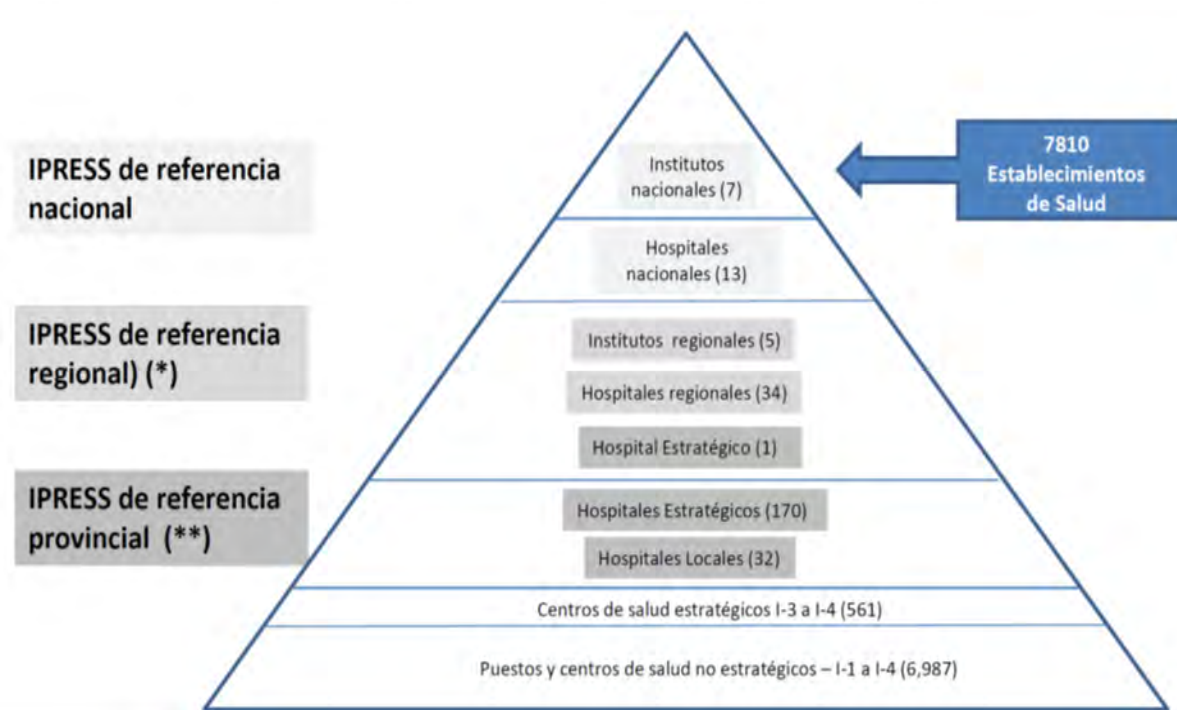 IPRESS de referencia
nacional
Institutos
nacionales (7)
7810
Establecimientos
de Salud
Hospitales
nacionales (13)
IPRESS de referencia
regional) (*)
Institutos regionales (5)
Hospitales regionales (34)
Hospital Estratégico (1)
IPRESS de referencia
provincial (**)
Hospitales Estratégicos (170)
Hospitales Locales (32)
Centros de salud estratégicos I-3 a I-4 (561)
Puestos y centros de salud no estratégicos – I-1 a I-4 (6,987)